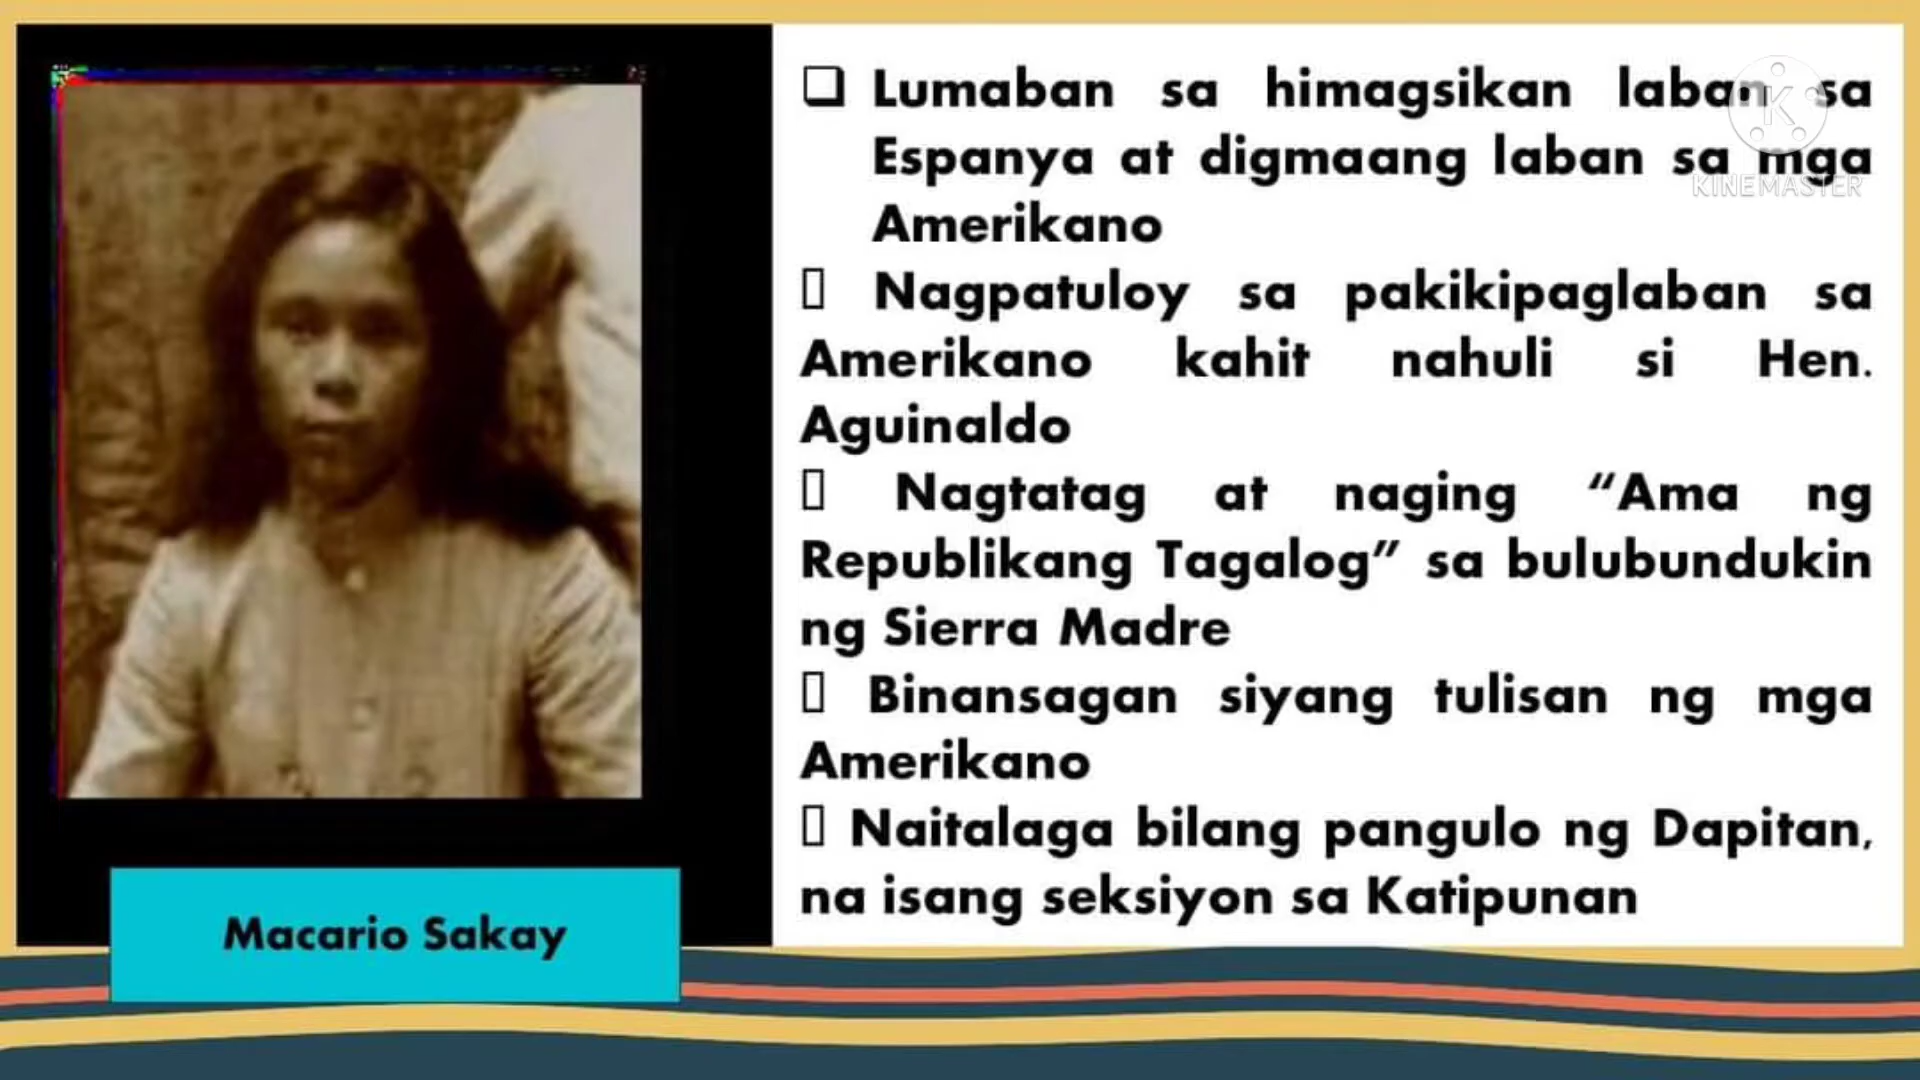 ❑ Lumaban sa himagsikan laban sa
Espanya at digmaang laban sa mga
Amerikano
▯ Nagpatuloy sa pakikipaglaban sa
Amerikano kahit nahuli si Hen.
Aguinaldo
▯ Nagtatag at naging “Ama ng
Republikang Tagalog” sa bulubundukin
ng Sierra Madre
▯ Binansagan siyang tulisan ng mga
Amerikano
▯ Naitalaga bilang pangulo ng Dapitan,
na isang seksiyon sa Katipunan
Macario Sakay
K
KINEMASTER